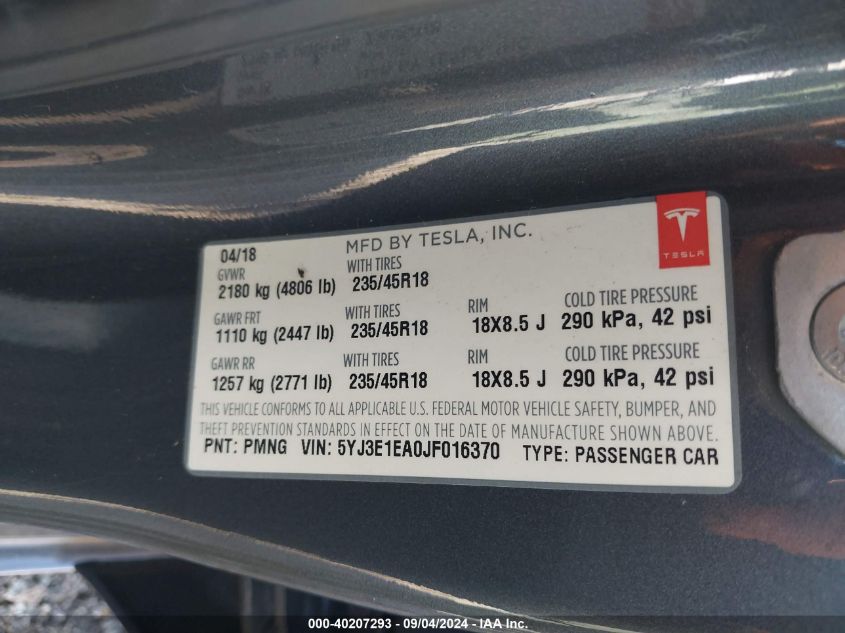 04/18 MFD BY TESLA, INC.
TESLA
GVWR WITH TIRES
2180 kg (4806 lb) 235/45R18
GAWR FRT WITH TIRES RIM COLD TIRE PRESSURE
1110 kg (2447 lb) 235/45R18 18X8.5 J 290 kPa, 42 psi
GAWR RR WITH TIRES RIM COLD TIRE PRESSURE
1257 kg (2771 lb) 235/45R18 18X8.5 J 290 kPa, 42 psi
THIS VEHICLE CONFORMS TO ALL APPLICABLE U.S. FEDERAL MOTOR VEHICLE SAFETY, BUMPER, AND
THEFT PREVENTION STANDARDS IN EFFECT ON THE DATE OF MANUFACTURE SHOWN ABOVE.
PNT: PMNG VIN: 5YJ3E1EA0JF016370 TYPE: PASSENGER CAR
000-40207293 - 09/04/2024 - IAA Inc.